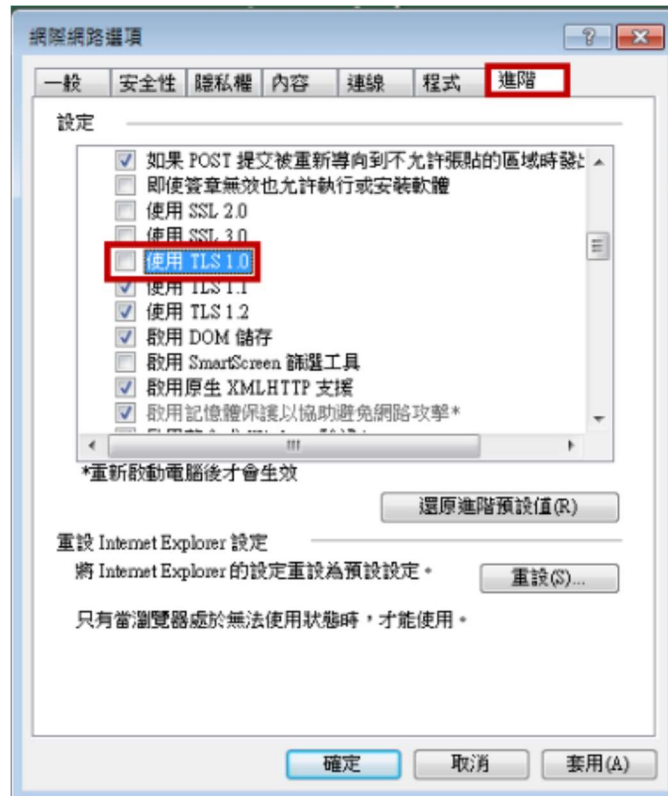 網際網路選項
一般 安全性 隱私權 內容 連線 程式 進階
設定
如果 POST 提交被重新導向到不允許張貼的區域時發出
即使簽章無效也允許執行或安裝軟體
使用 SSL 2.0
使用 SSL 3.0
使用 TLS 1.0
使用 TLS 1.1
使用 TLS 1.2
啟用 DOM 儲存
啟用 SmartScreen 篩選工具
啟用原生 XMLHTTP 支援
啟用記憶體保護以協助避免網路攻擊*
*重新啟動電腦後才會生效
還原進階預設值(R)
重設 Internet Explorer 設定
將 Internet Explorer 的設定重設為預設設定。
重設(S)...
只有當瀏覽器處於無法使用狀態時，才能使用。
確定 取消 套用(A)